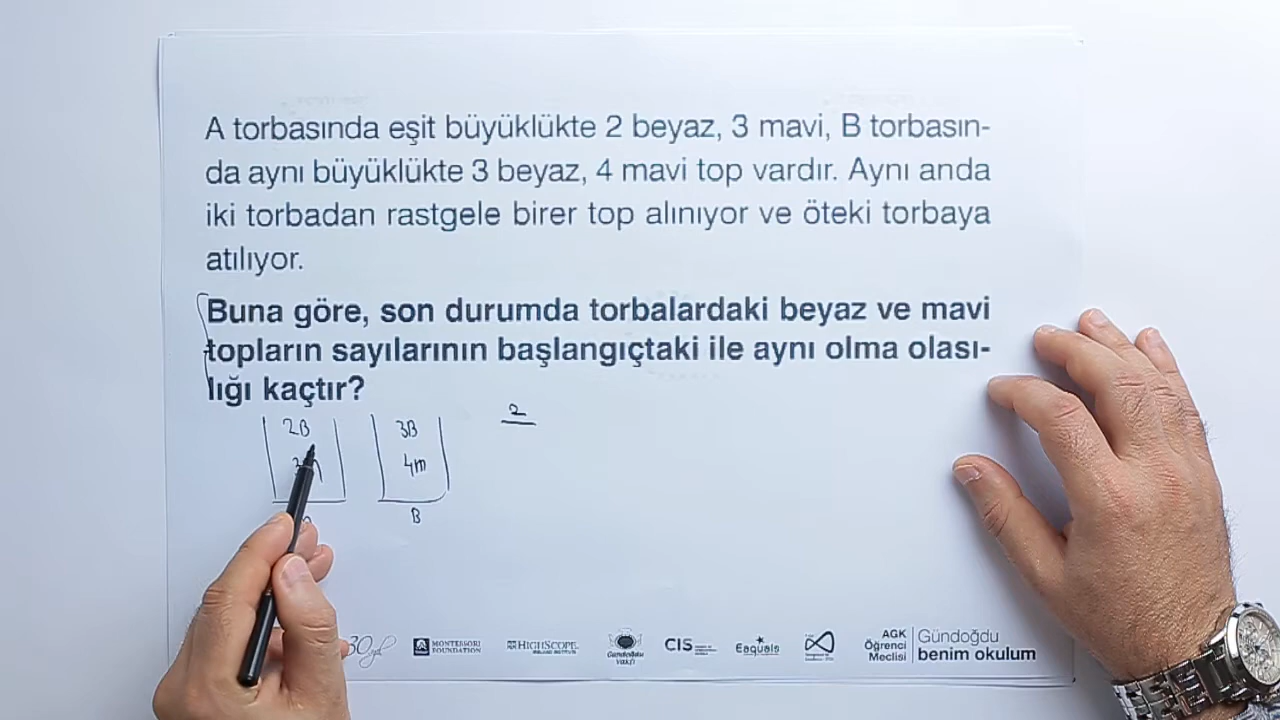 A torbasında eşit büyüklükte 2 beyaz, 3 mavi, B torbasın-
da aynı büyüklükte 3 beyaz, 4 mavi top vardır. Aynı anda
iki torbadan rastgele birer top alınıyor ve öteki torbaya
atılıyor.
Buna göre, son durumda torbalardaki beyaz ve mavi
topların sayılarının başlangıçtaki ile aynı olma olası-
lığı kaçtır?
2
2B 3B
4m
B
30.yıl MONTESSORI FOUNDATION HIGHSCOPE CIS Eaquals AGK Öğrenci Meclisi Gündoğdu benim okulum